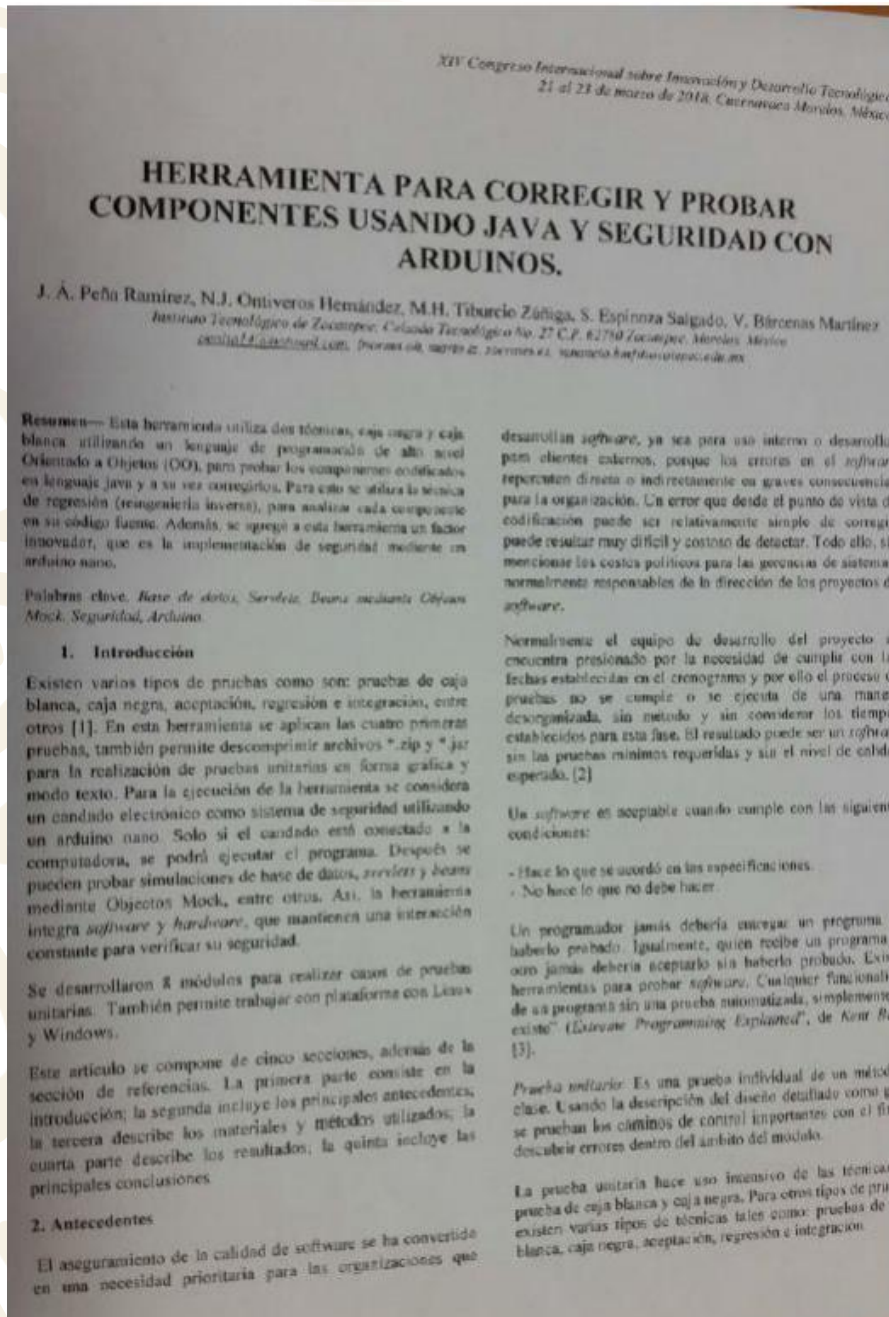 XIV Congreso Internacional sobre Innovación y Desarrollo Tecnológico
21 al 23 de marzo de 2018, Cuernavaca Morelos, México
HERRAMIENTA PARA CORREGIR Y PROBAR
COMPONENTES USANDO JAVA Y SEGURIDAD CON
ARDUINOS.
J. Á. Peña Ramírez, N.J. Ontiveros Hernández, M.H. Tiburcio Zúñiga, S. Espinoza Salgado, V. Bárcenas Martínez
Instituto Tecnológico de Zacatepec, Calzada Tecnológico No. 27 C.P. 62780 Zacatepec, Morelos, México
Resumen— Esta herramienta utiliza dos técnicas, caja negra y caja
blanca utilizando un lenguaje de programación de alto nivel
Orientado a Objetos (OO), para probar los componentes codificados
en lenguaje java y a su vez corregirlos. Para esto se utiliza la técnica
de regresión (reingeniería inversa), para analizar cada componente
en su código fuente. Además, se agregó a esta herramienta un factor
innovador, que es la implementación de seguridad mediante un
arduino nano.
Palabras clave. Base de datos, Servlets, Beans mediante Objetos
Mock, Seguridad, Arduino.
1. Introducción
Existen varios tipos de pruebas como son: pruebas de caja
blanca, caja negra, aceptación, regresión e integración, entre
otros [1]. En esta herramienta se aplican las cuatro primeras
pruebas, también permite descomprimir archivos *.zip y *.jar
para la realización de pruebas unitarias en forma grafica y
modo texto. Para la ejecución de la herramienta se considera
un candado electrónico como sistema de seguridad utilizando
un arduino nano. Solo si el candado está conectado a la
computadora, se podrá ejecutar el programa. Después se
pueden probar simulaciones de base de datos, servlets y beans
mediante Objectos Mock, entre otros. Así, la herramienta
integra software y hardware, que mantienen una interacción
constante para verificar su seguridad.
Se desarrollaron 8 módulos para realizar casos de pruebas
unitarias. También permite trabajar con plataforma con Linux
y Windows.
Este artículo se compone de cinco secciones, además de la
sección de referencias. La primera parte consiste en la
introducción; la segunda incluye los principales antecedentes;
la tercera describe los materiales y métodos utilizados; la
cuarta parte describe los resultados; la quinta incluye las
principales conclusiones
2. Antecedentes
El aseguramiento de la calidad de software se ha convertido
en una necesidad prioritaria para las organizaciones que
desarrollan software, ya sea para uso interno o desarrollo
para clientes externos, porque los errores en el software
repercuten directa o indirectamente en graves consecuencias
para la organización. Un error que desde el punto de vista d
codificación puede ser relativamente simple de corregi
puede resultar muy difícil y costoso de detectar. Todo ello, si
mencionar los costos políticos para las gerencias de sistema
normalmente responsables de la dirección de los proyectos d
software.
Normalmente el equipo de desarrollo del proyecto
encuentra presionado por la necesidad de cumplir con la
fechas establecidas en el cronograma y por ello el proceso
pruebas no se cumple o se ejecuta de una mane
desorganizada, sin método y sin considerar los tiemp
establecidos para esta fase. El resultado puede ser un softwa
sin las pruebas mínimas requeridas y sin el nivel de calida
esperado. [2]
Un software es aceptable cuando cumple con las siguient
condiciones:
- Hace lo que se acordó en las especificaciones.
- No hace lo que no debe hacer.
Un programador jamás debería entregar un programa
haberlo probado. Igualmente, quien recibe un programa
otro jamás debería aceptarlo sin haberlo probado. Exis
herramientas para probar software. Cualquier funcionali
de un programa sin una prueba automatizada, simplemente
existe" (Extreme Programming Explained", de Kent B
[3].
Prueba unitaria: Es una prueba individual de un métod
clase. Usando la descripción del diseño detallado como g
se prueban los caminos de control importantes con el fi
descubrir errores dentro del ámbito del módulo.
La prueba unitaria hace uso intensivo de las técnicas
prueba de caja blanca y caja negra. Para otros tipos de prue
existen varias tipos de técnicas tales como: pruebas de
blanca, caja negra, aceptación, regresión e integración.